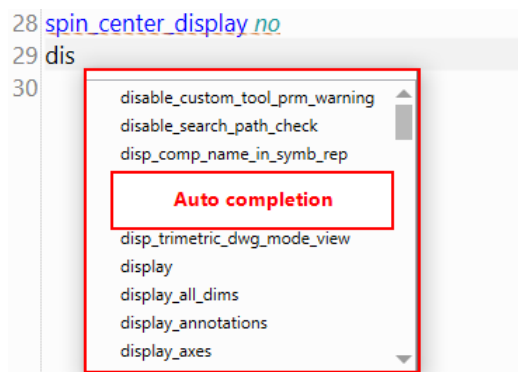 28 spin_center_display no
29 dis
30
disable_custom_tool_prm_warning
disable_search_path_check
disp_comp_name_in_symb_rep
Auto completion
disp_trimetric_dwg_mode_view
display
display_all_dims
display_annotations
display_axes